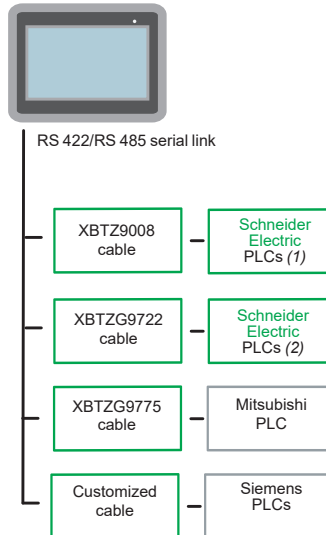 RS 422/RS 485 serial link
XBTZ9008
cable
Schneider
Electric
PLCs (1)
XBTZG9722
cable
Schneider
Electric
PLCs (2)
XBTZG9775
cable
Mitsubishi
PLC
Customized
cable
Siemens
PLCs